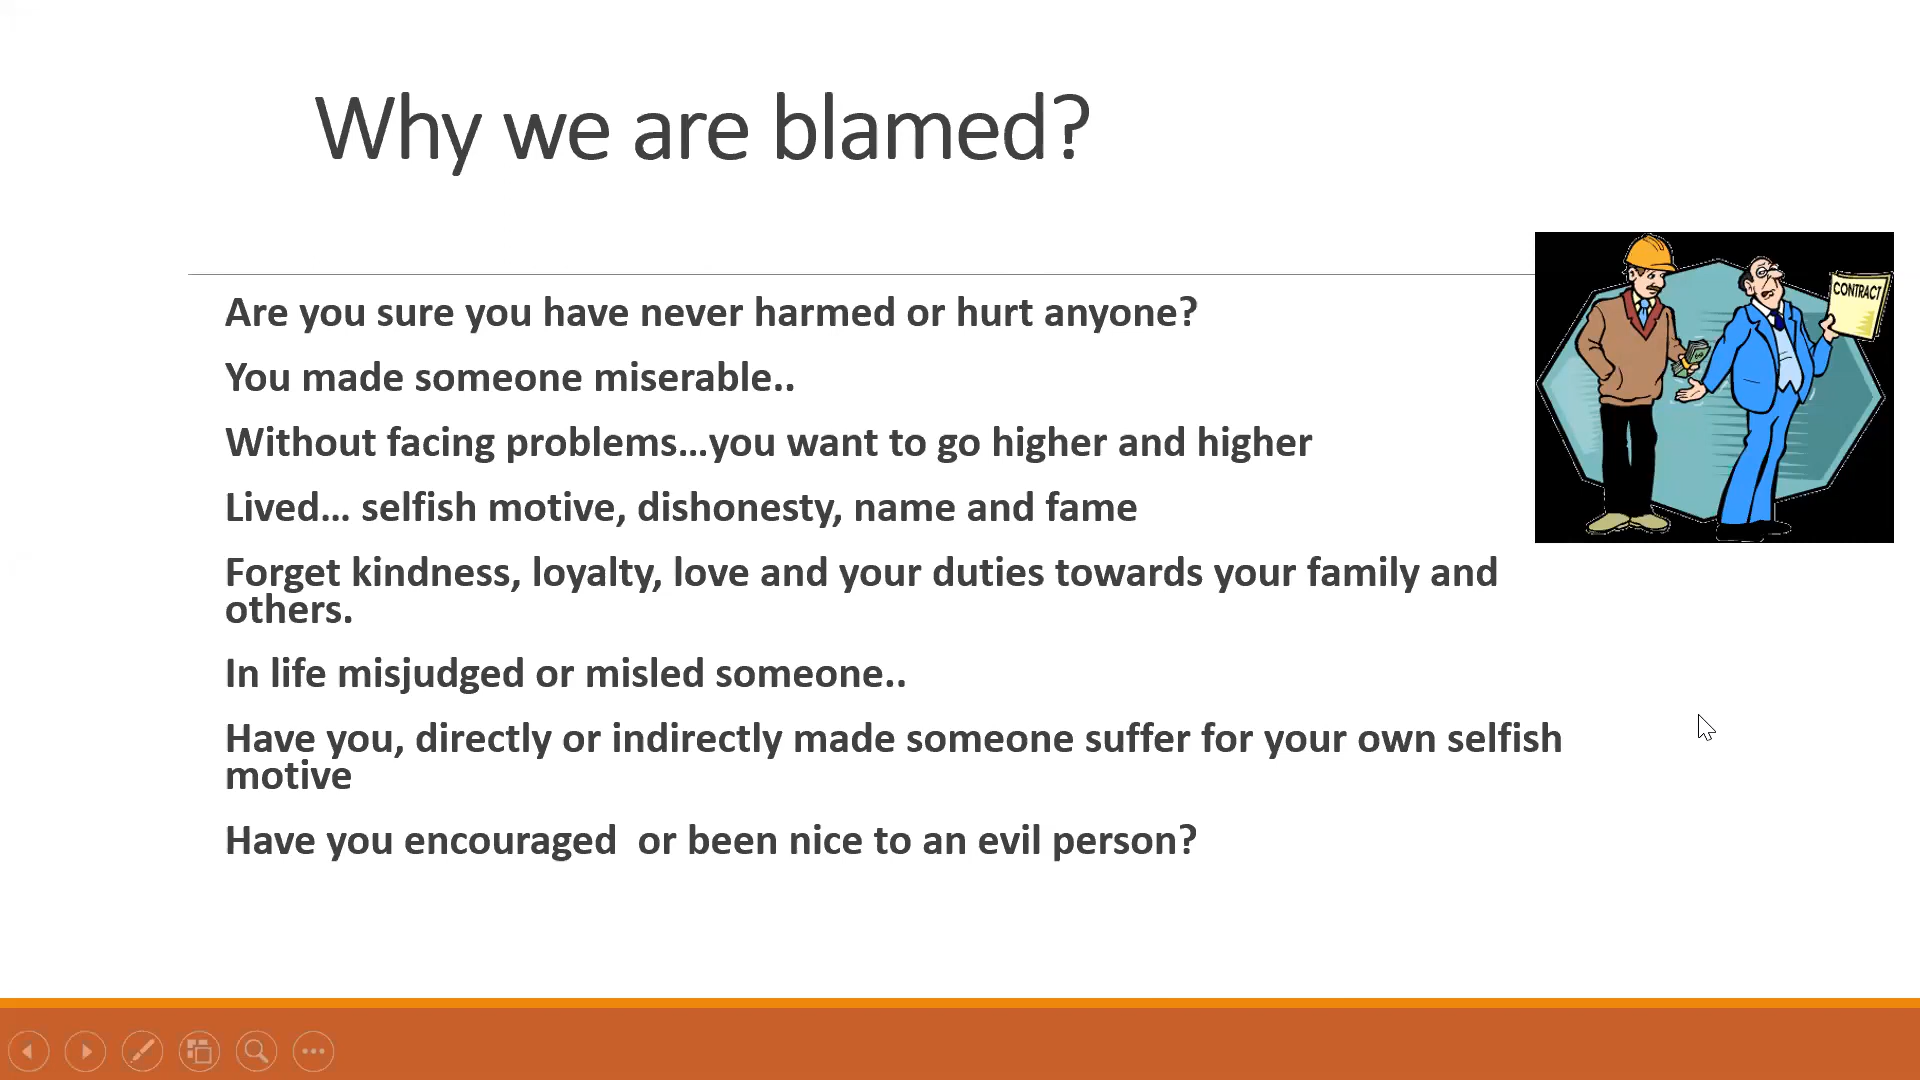 Why we are blamed?
Are you sure you have never harmed or hurt anyone?
You made someone miserable..
Without facing problems...you want to go higher and higher
Lived... selfish motive, dishonesty, name and fame
Forget kindness, loyalty, love and your duties towards your family and
others.
In life misjudged or misled someone..
Have you, directly or indirectly made someone suffer for your own selfish
motive
Have you encouraged  or been nice to an evil person?
CONTRACT